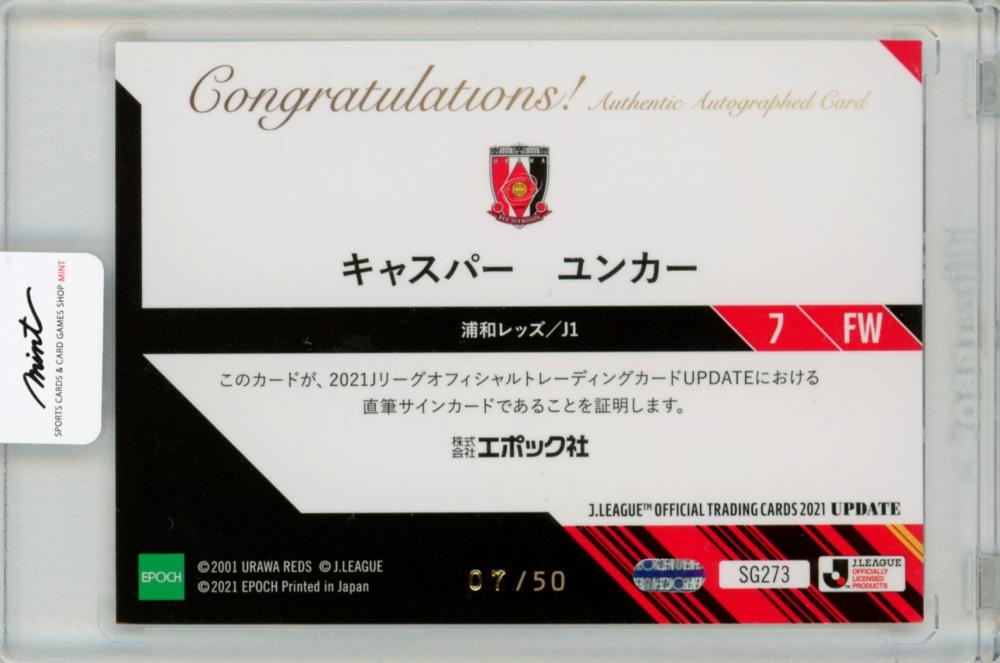 Congratulations! Authentic Autographed Card
URAWA
RED DIAMONDS
キャスパー ユンカー
浦和レッズ/J1
7
FW
このカードが、2021JリーグオフィシャルトレーディングカードUPDATEにおける
直筆サインカードであることを証明します。
株式会社エポック社
J.LEAGUE™ OFFICIAL TRADING CARDS 2021 UPDATE
EPOCH
©2001 URAWA REDS ©J.LEAGUE
©2021 EPOCH Printed in Japan
07/50
SG273
J.LEAGUE
OFFICIALLY
LICENSED
PRODUCTS
mint
SPORTS CARDS & CARD GAMES SHOP MINT